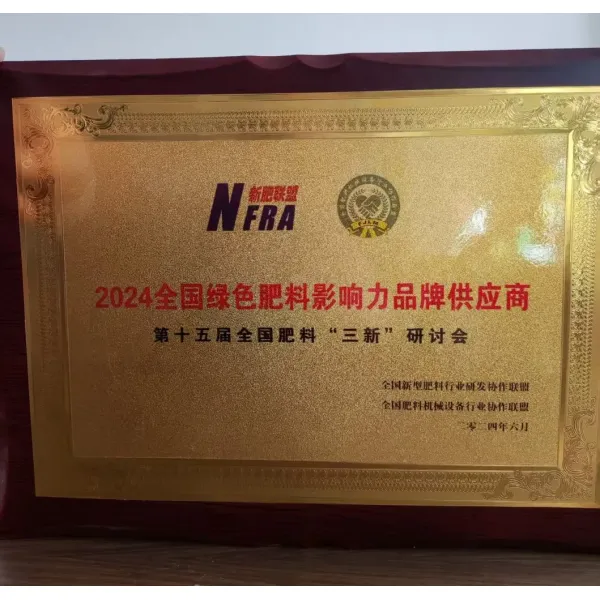 新肥联盟
NFRA
2024全国绿色肥料影响力品牌供应商
第十五届全国肥料“三新”研讨会
全国新型肥料行业研发协作联盟
全国肥料机械设备行业协作联盟
二零二四年六月